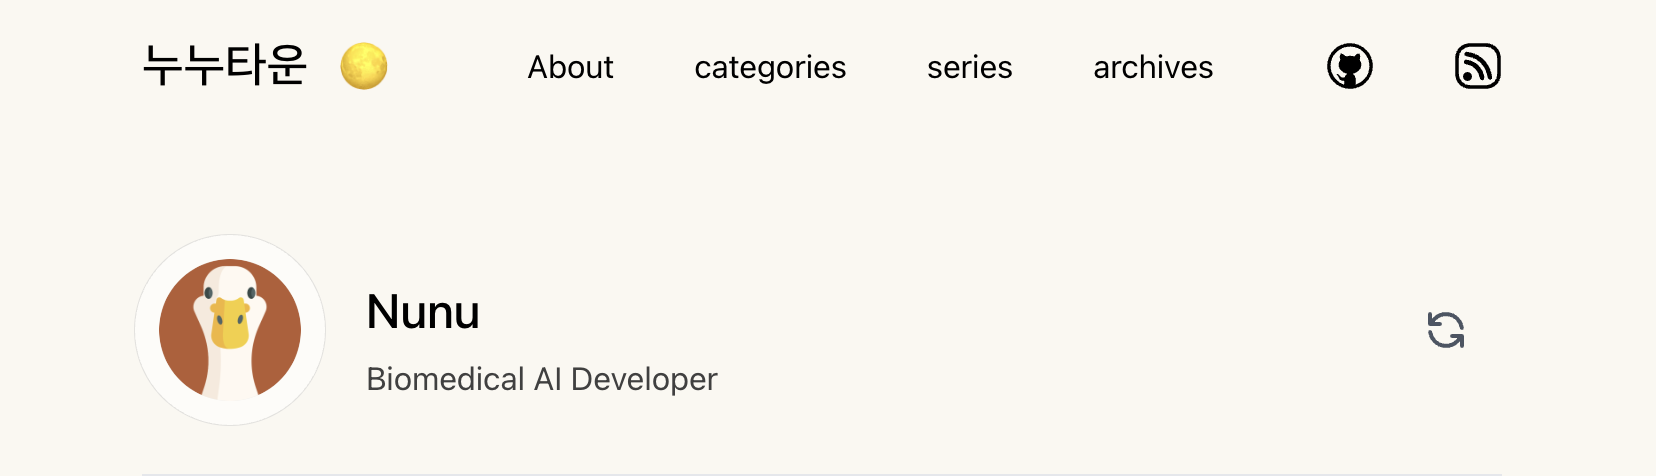 누누타운 About categories series archives
Nunu
Biomedical AI Developer